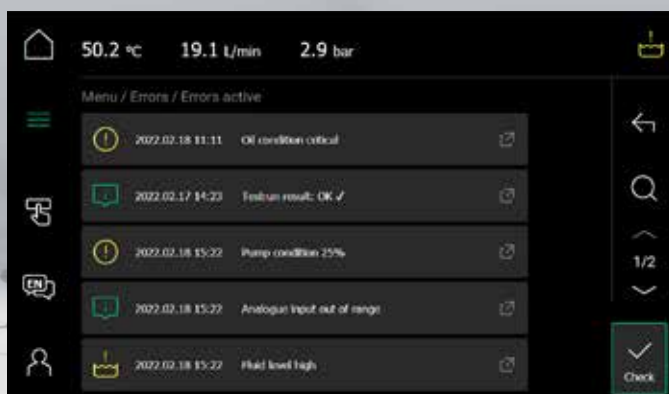 50.2 °C 19.1 L/min 2.9 bar
Menu / Errors / Errors active
2022.02.18 11:11 Oil condition critical
2022.02.17 14:23 Testrun result: OK ✓
2022.02.18 15:22 Pump condition 25%
1/2
EN
2022.02.18 15:22 Analogue input out of range
2022.02.18 15:22 Fluid level high
Check